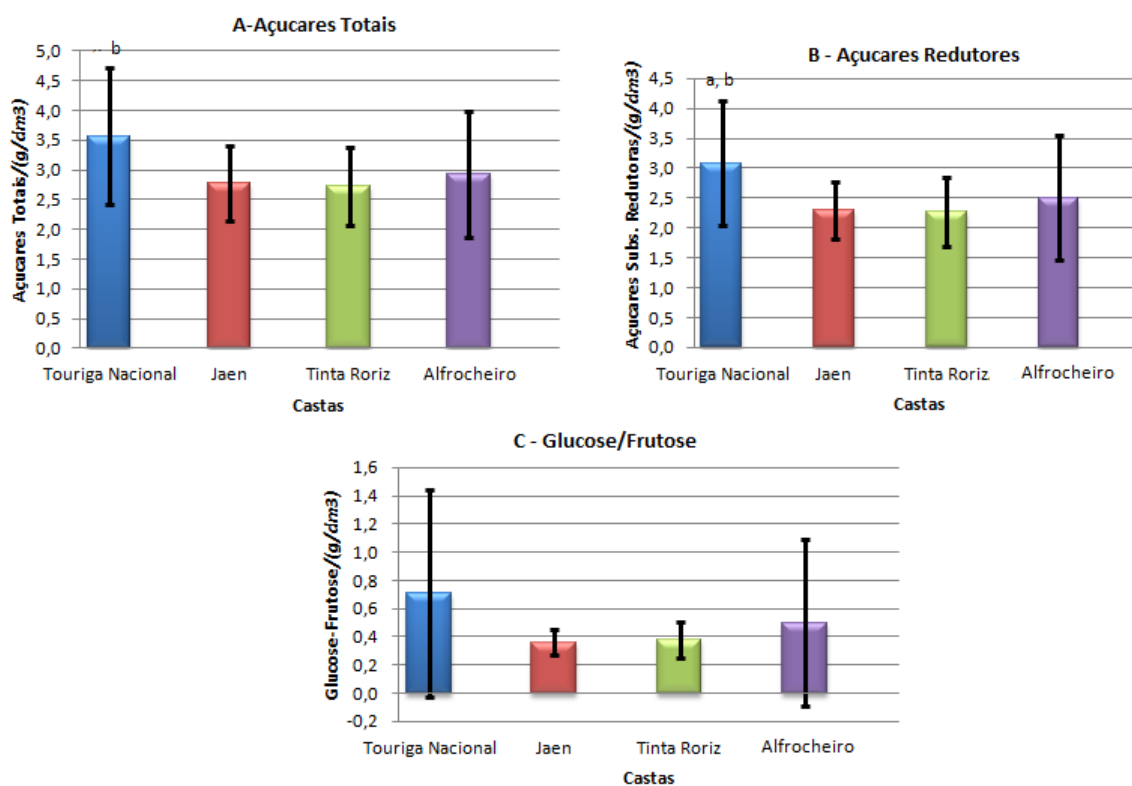 A-Açucares Totais
b
Açucares Totais/(g/dm3)
5,0
4,5
4,0
3,5
3,0
2,5
2,0
1,5
1,0
0,5
0,0
Touriga Nacional Jaen Tinta Roriz Alfrocheiro
Castas
B - Açucares Redutores
a, b
Açucares Subs. Redutoras/(g/dm3)
4,5
4,0
3,5
3,0
2,5
2,0
1,5
1,0
0,5
0,0
Touriga Nacional Jaen Tinta Roriz Alfrocheiro
Castas
C - Glucose/Frutose
Glucose-Frutose/(g/dm3)
1,6
1,4
1,2
1,0
0,8
0,6
0,4
0,2
0,0
-0,2
Touriga Nacional Jaen Tinta Roriz Alfrocheiro
Castas